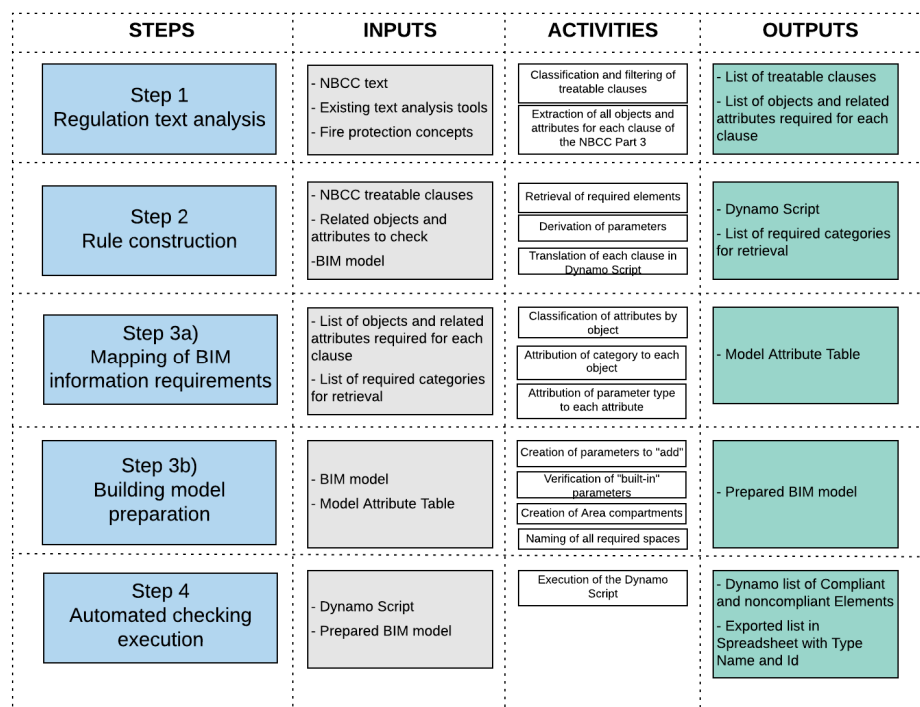 STEPS
INPUTS
ACTIVITIES
OUTPUTS
Step 1
Regulation text analysis
- NBCC text
- Existing text analysis tools
- Fire protection concepts
Classification and filtering of
treatable clauses
Extraction of all objects and
attributes for each clause of
the NBCC Part 3
- List of treatable clauses
- List of objects and related
attributes required for each
clause
Step 2
Rule construction
- NBCC treatable clauses
- Related objects and
attributes to check
-BIM model
Retrieval of required elements
Derivation of parameters
Translation of each clause in
Dynamo Script
- Dynamo Script
- List of required categories
for retrieval
Step 3a)
Mapping of BIM
information requirements
- List of objects and related
attributes required for each
clause
- List of required categories
for retrieval
Classification of attributes by
object
Attribution of category to each
object
Attribution of parameter type
to each attribute
- Model Attribute Table
Step 3b)
Building model
preparation
- BIM model
- Model Attribute Table
Creation of parameters to "add"
Verification of "built-in"
parameters
Creation of Area compartments
Naming of all required spaces
- Prepared BIM model
Step 4
Automated checking
execution
- Dynamo Script
- Prepared BIM model
Execution of the Dynamo
Script
- Dynamo list of Compliant
and noncompliant Elements
- Exported list in
Spreadsheet with Type
Name and Id